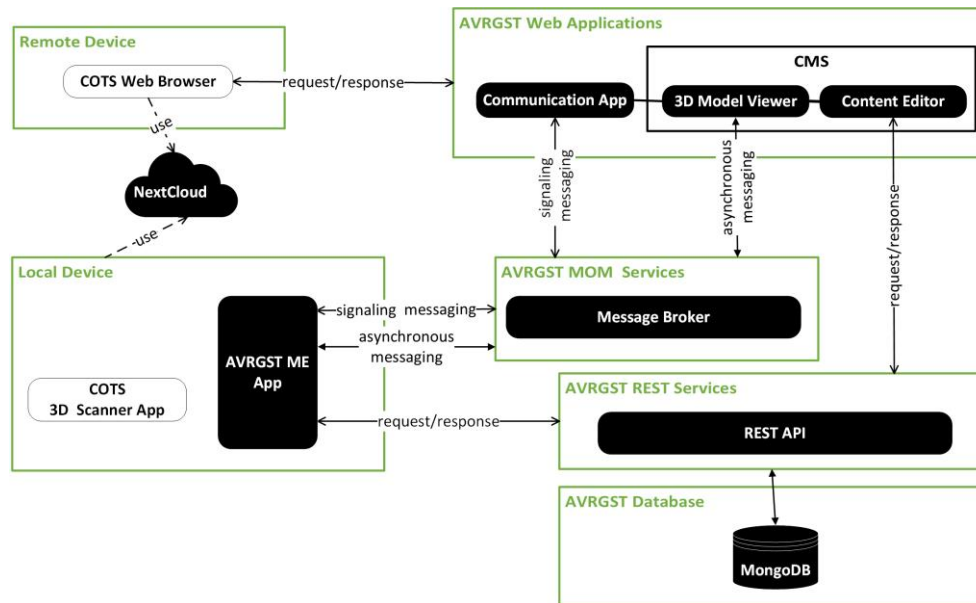 AVRGST Web Applications
Remote Device
COTS Web Browser
request/response
CMS
Communication App
3D Model Viewer
Content Editor
use
NextCloud
use
signaling
messaging
asynchronous
messaging
request/response
Local Device
AVRGST MOM Services
signaling messaging
Message Broker
asynchronous
messaging
AVRGST ME
App
COTS
3D Scanner App
AVRGST REST Services
request/response
REST API
AVRGST Database
MongoDB